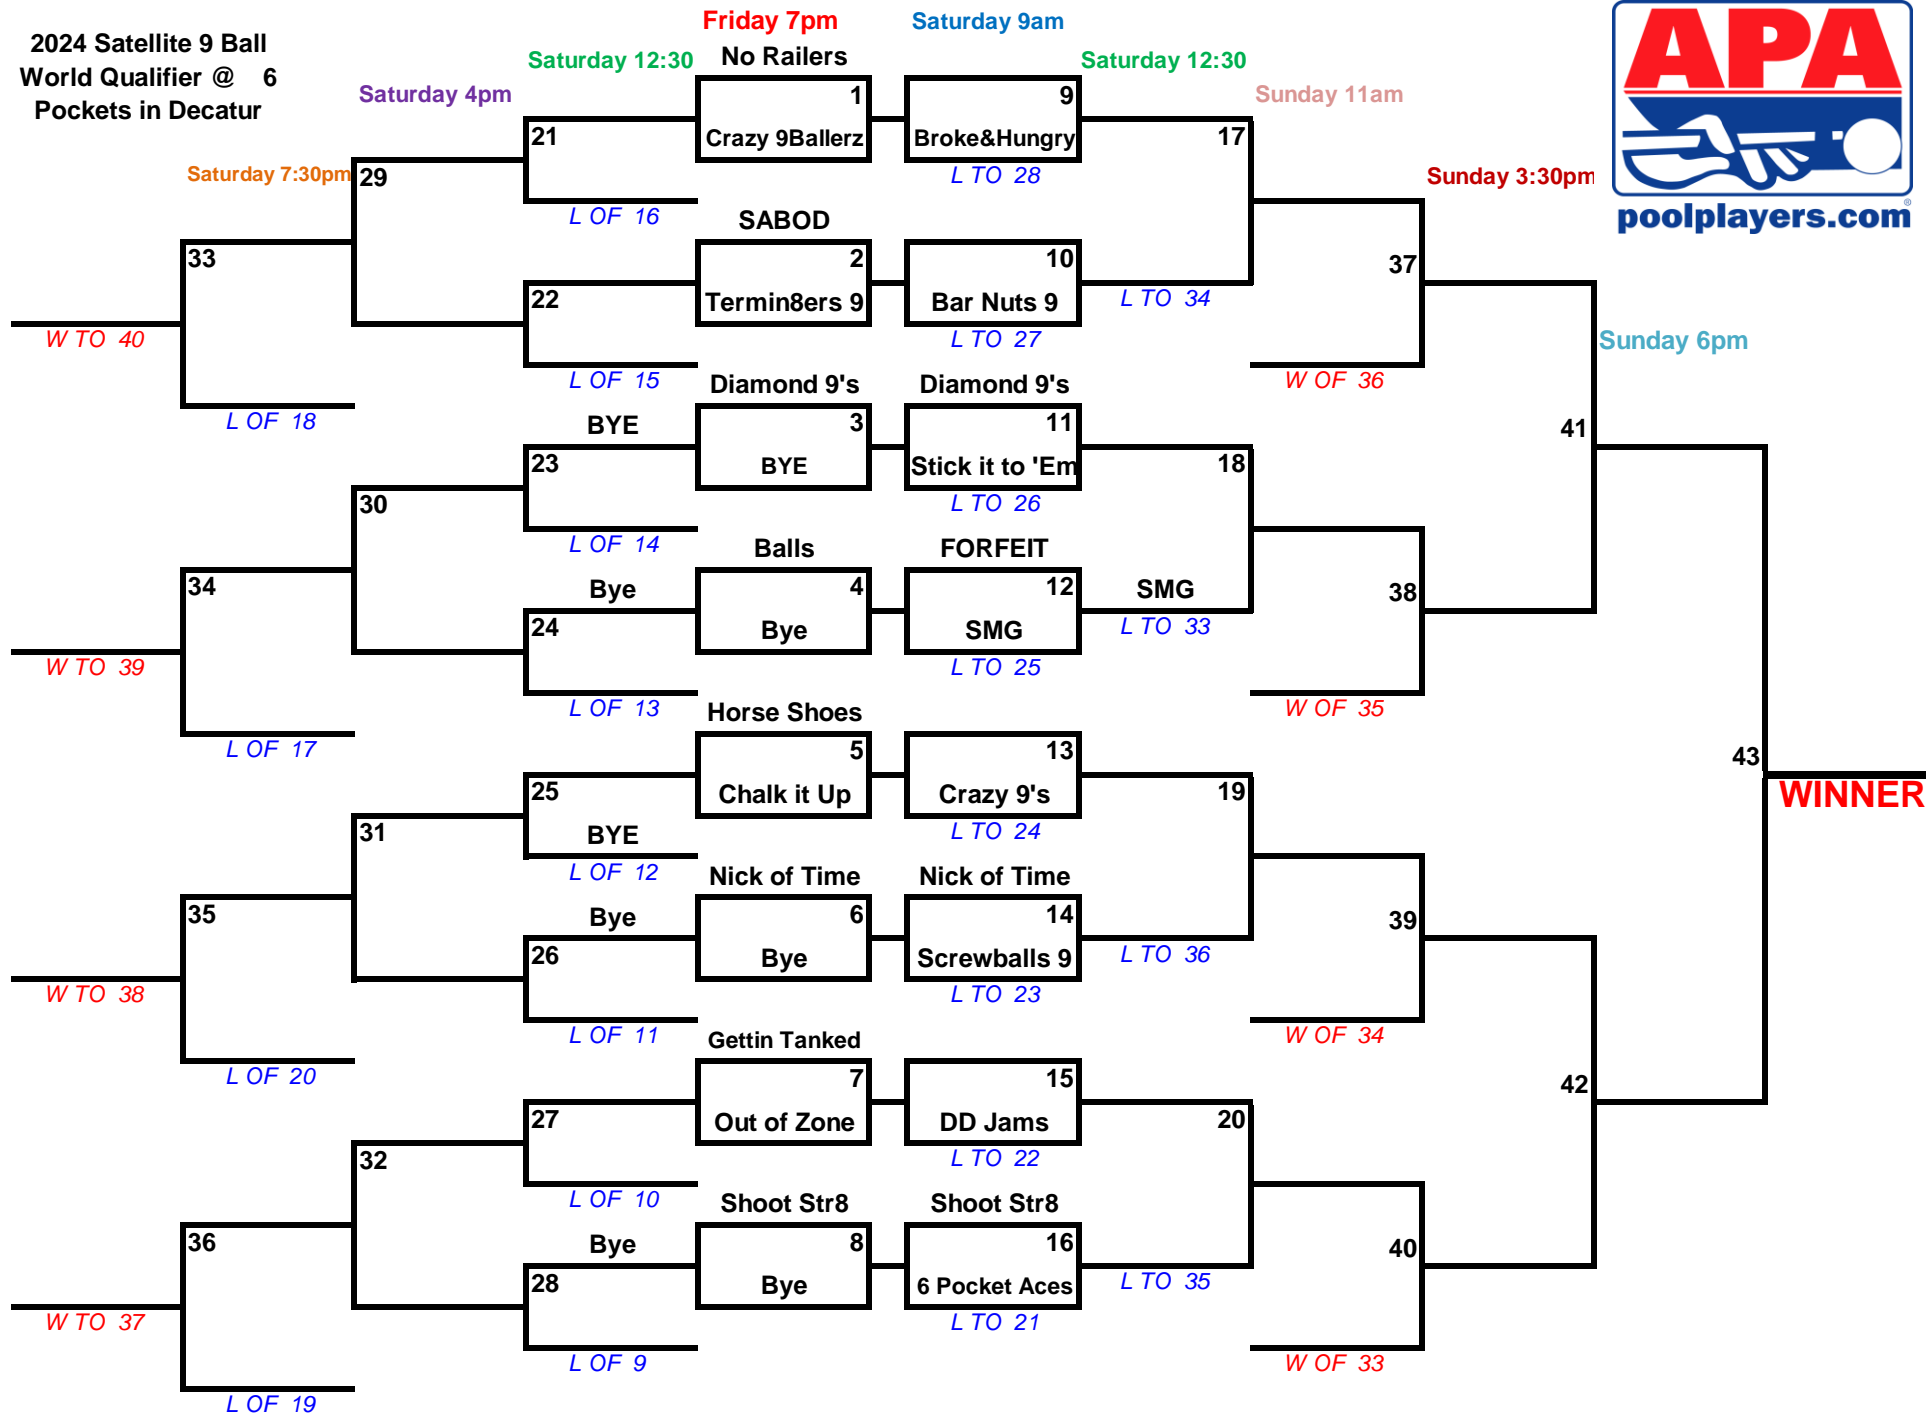 Friday 7pm
Saturday 9am
2024 Satellite 9 Ball
World Qualifier @ 6
Pockets in Decatur
Saturday 12:30
No Railers
Saturday 12:30
APA
Saturday 4pm
1
9
Sunday 11am
21
Crazy 9Ballerz
Broke&Hungry
17
Saturday 7:30pm
29
L TO 28
Sunday 3:30pm
L OF 16
SABOD
poolplayers.com®
33
2
10
37
22
Termin8ers 9
Bar Nuts 9
L TO 34
W TO 40
L TO 27
Sunday 6pm
L OF 15
Diamond 9's
Diamond 9's
W OF 36
L OF 18
BYE
3
11
41
23
BYE
Stick it to 'Em
18
30
L TO 26
L OF 14
Balls
FORFEIT
34
Bye
4
12
SMG
38
24
Bye
SMG
L TO 33
W TO 39
L TO 25
L OF 13
Horse Shoes
W OF 35
L OF 17
5
13
43
25
Chalk it Up
Crazy 9's
19
WINNER
31
BYE
L TO 24
L OF 12
Nick of Time
Nick of Time
35
Bye
6
14
39
26
Bye
Screwballs 9
L TO 36
W TO 38
L TO 23
L OF 11
Gettin Tanked
W OF 34
L OF 20
7
15
42
27
Out of Zone
DD Jams
20
32
L TO 22
L OF 10
Shoot Str8
Shoot Str8
36
Bye
8
16
40
28
Bye
6 Pocket Aces
L TO 35
W TO 37
L TO 21
L OF 9
W OF 33
L OF 19